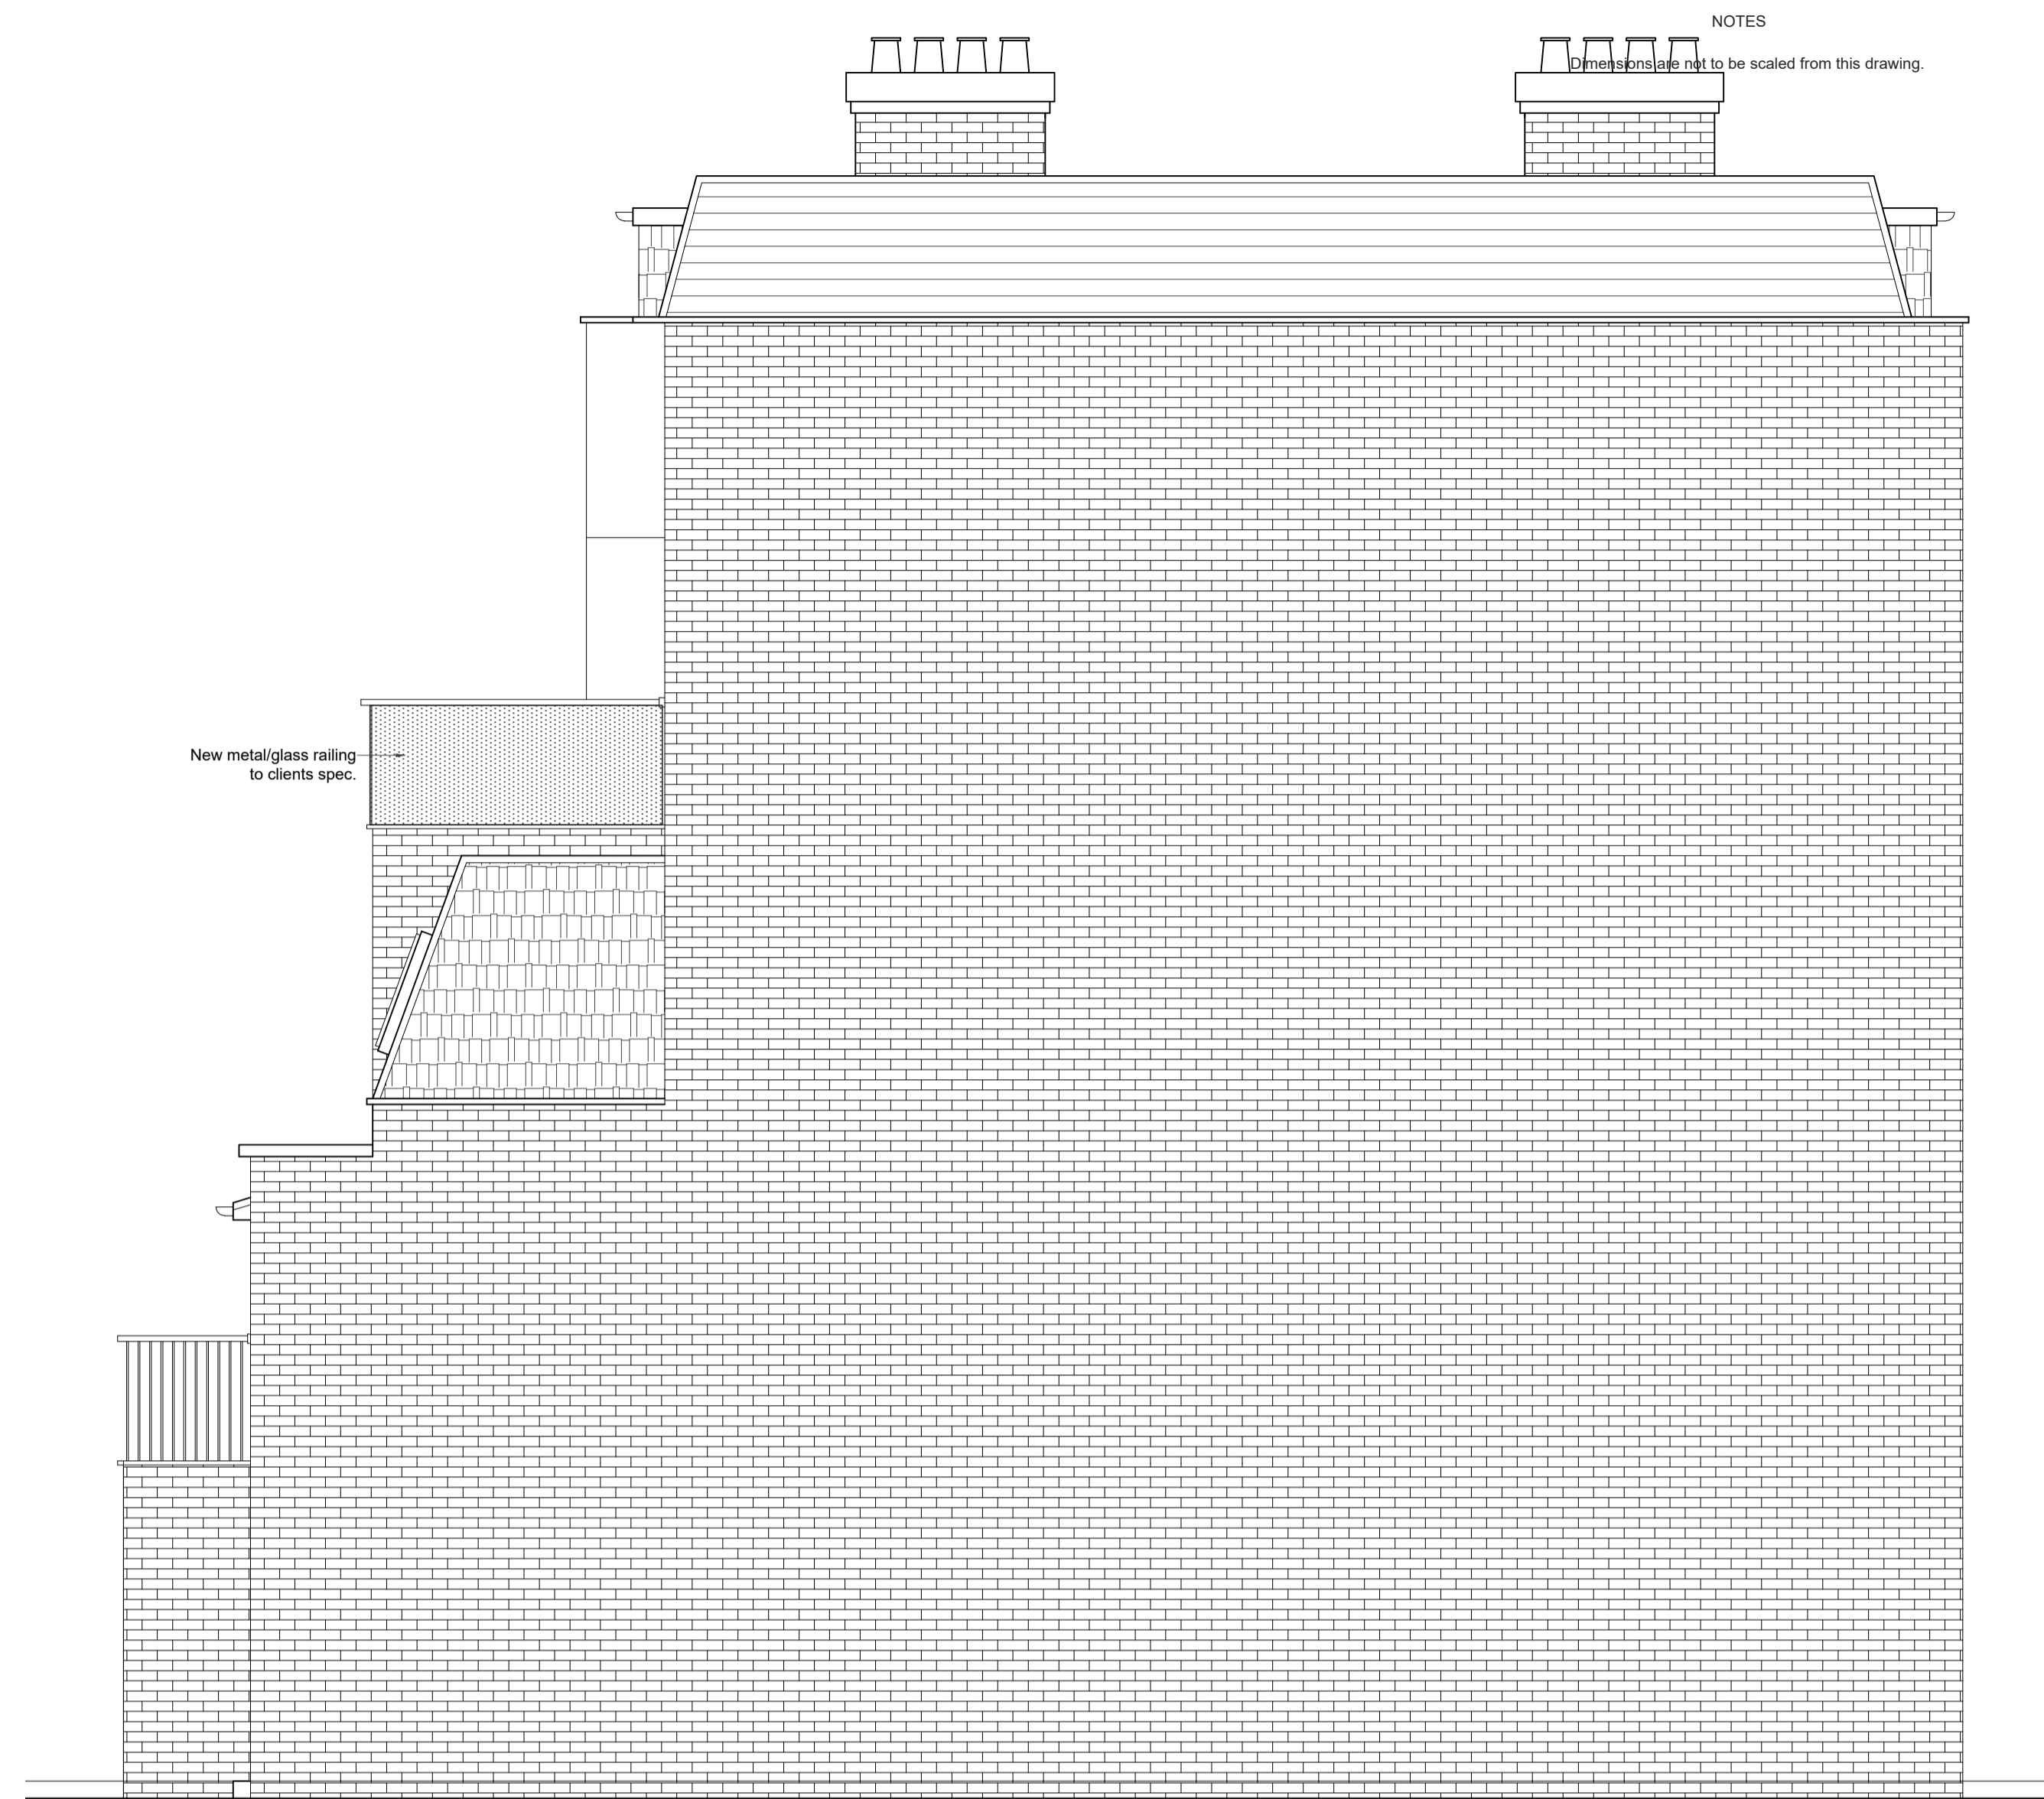 NOTES
Dimensions are not to be scaled from this drawing.
New metal/glass railing
to clients spec.